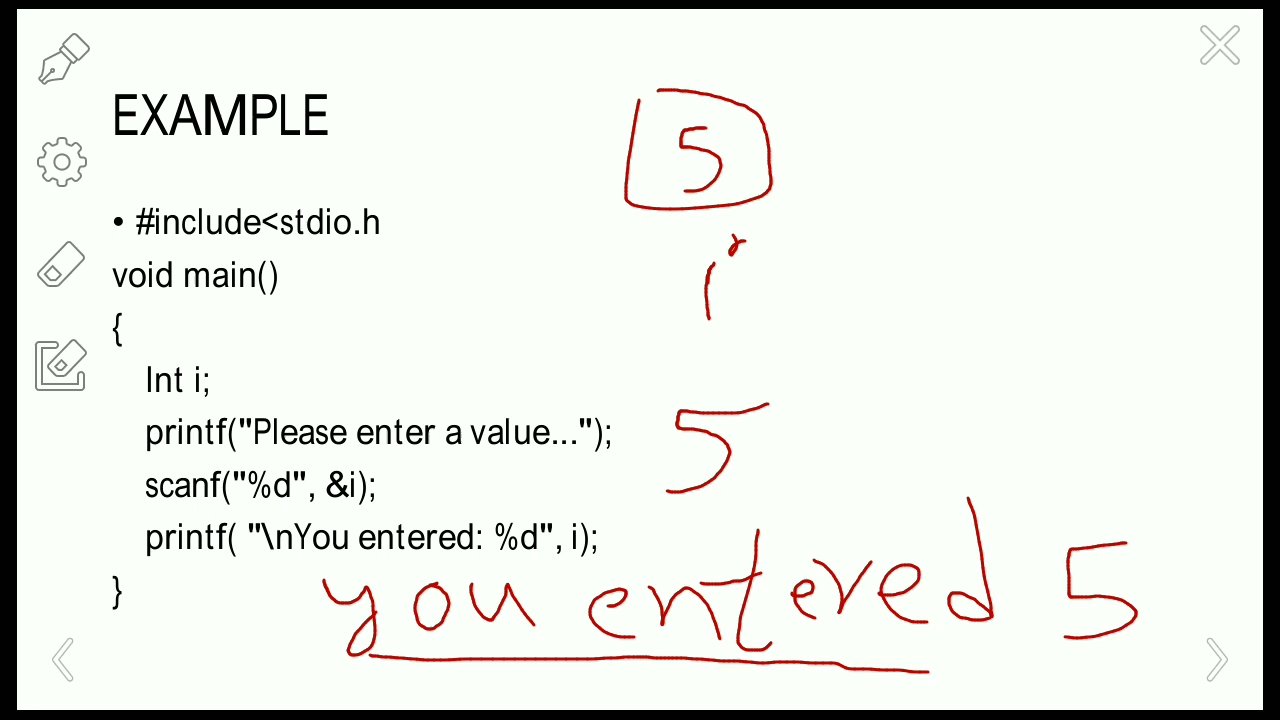 EXAMPLE
5
• #include<stdio.h
i
void main()
{
Int i;
printf("Please enter a value...");
5
scanf("%d", &i);
printf( "\nYou entered: %d", i);
}
you entered 5